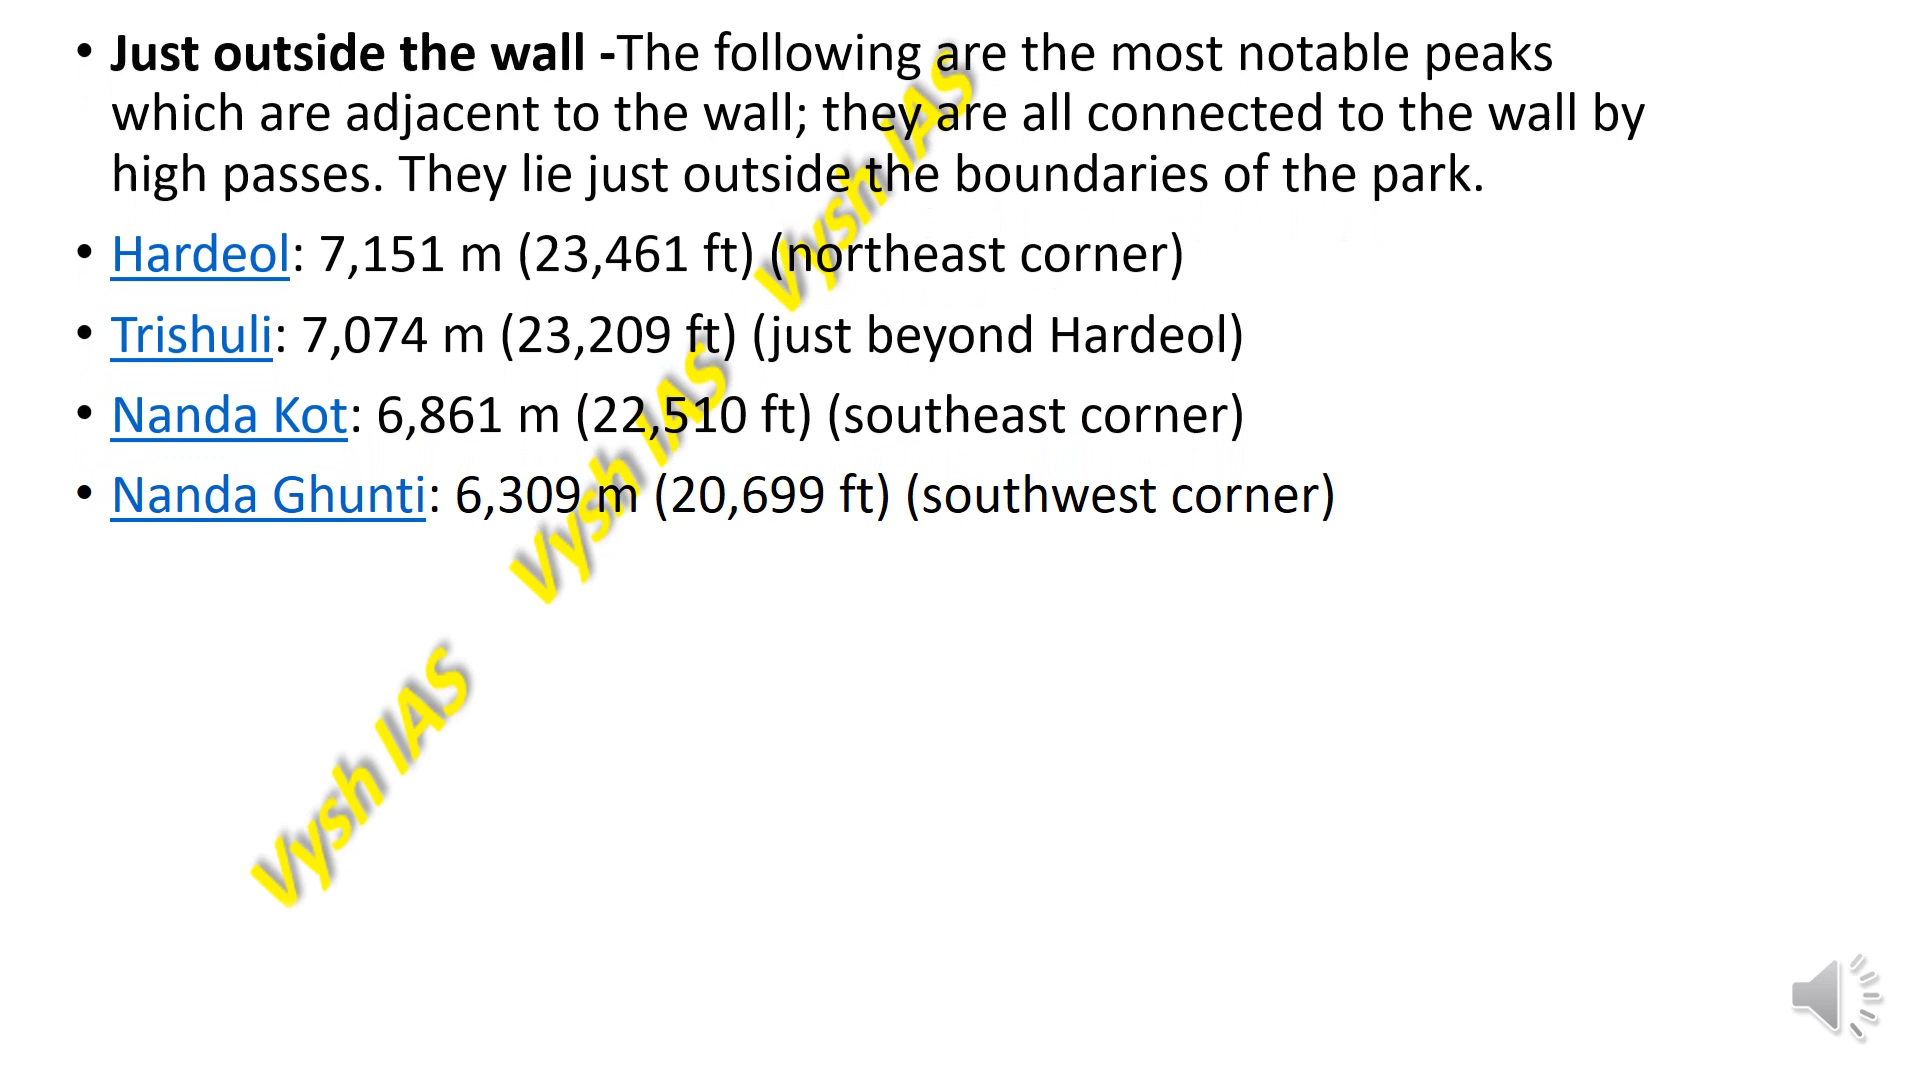 • Just outside the wall -The following are the most notable peaks
which are adjacent to the wall; they are all connected to the wall by
high passes. They lie just outside the boundaries of the park.
• Hardeol: 7,151 m (23,461 ft) (northeast corner)
• Trishuli: 7,074 m (23,209 ft) (just beyond Hardeol)
• Nanda Kot: 6,861 m (22,510 ft) (southeast corner)
• Nanda Ghunti: 6,309 m (20,699 ft) (southwest corner)
Vysh IAS
Vysh IAS
Vysh IAS